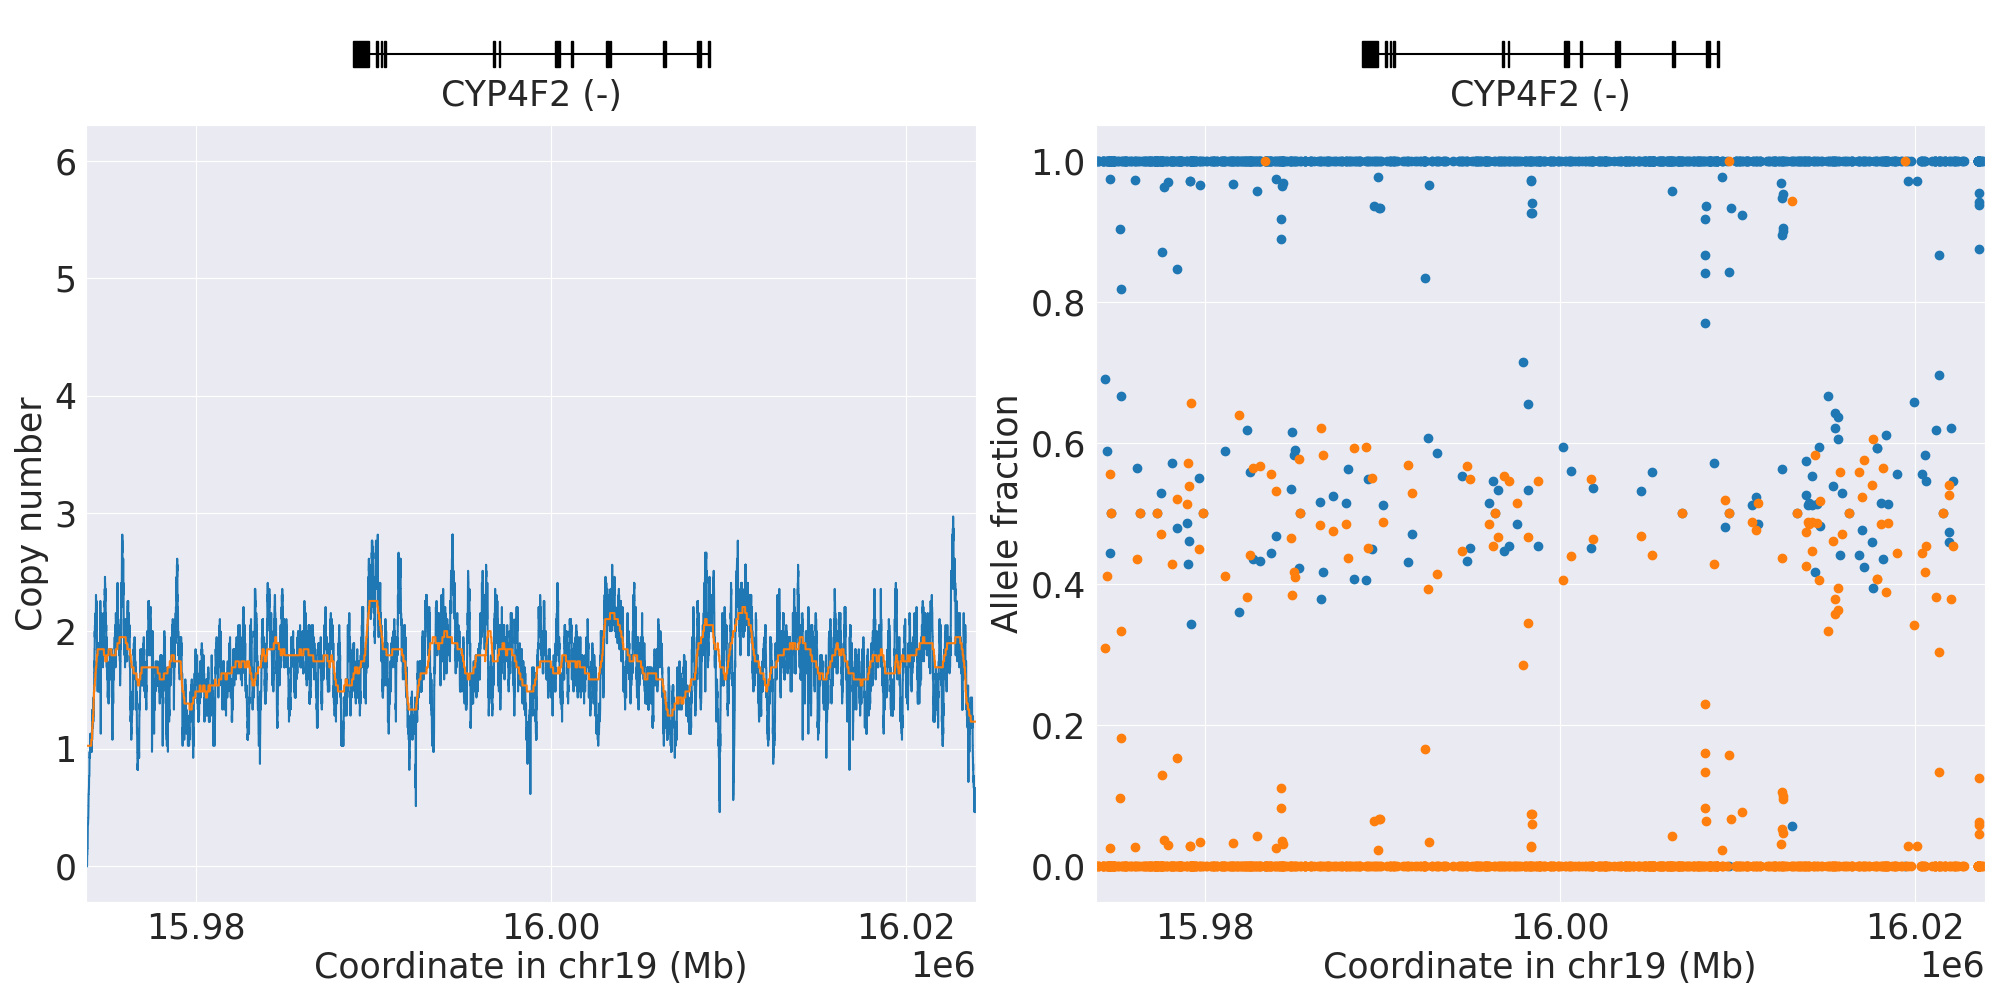 CYP4F2 (-)
6
5
4
3
2
1
0
Copy number
15.98
16.00
16.02
Coordinate in chr19 (Mb)
1e6
CYP4F2 (-)
1.0
0.8
0.6
0.4
0.2
0.0
Allele fraction
15.98
16.00
16.02
Coordinate in chr19 (Mb)
1e6